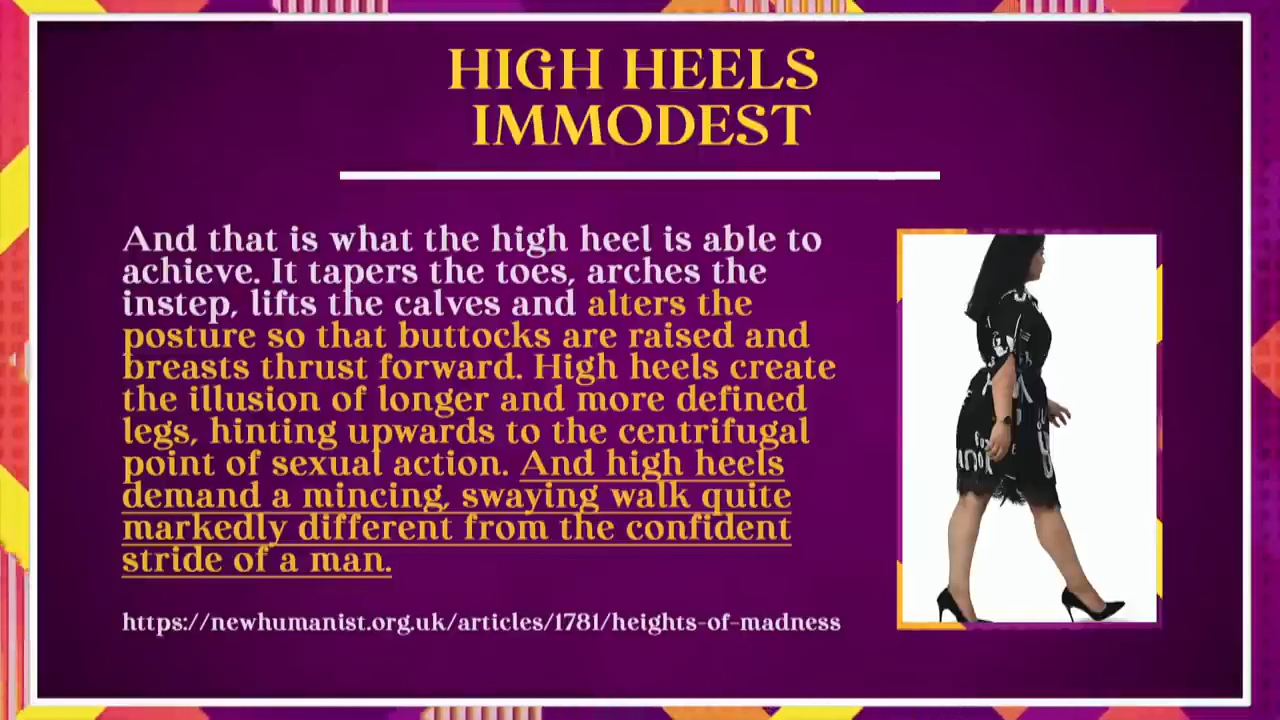 HIGH HEELS
IMMODEST
And that is what the high heel is able to
achieve. It tapers the toes, arches the
instep, lifts the calves and alters the
posture so that buttocks are raised and
breasts thrust forward. High heels create
the illusion of longer and more defined
legs, hinting upwards to the centrifugal
point of sexual action. And high heels
demand a mincing, swaying walk quite
markedly different from the confident
stride of a man.
https://newhumanist.org.uk/articles/1781/heights-of-madness